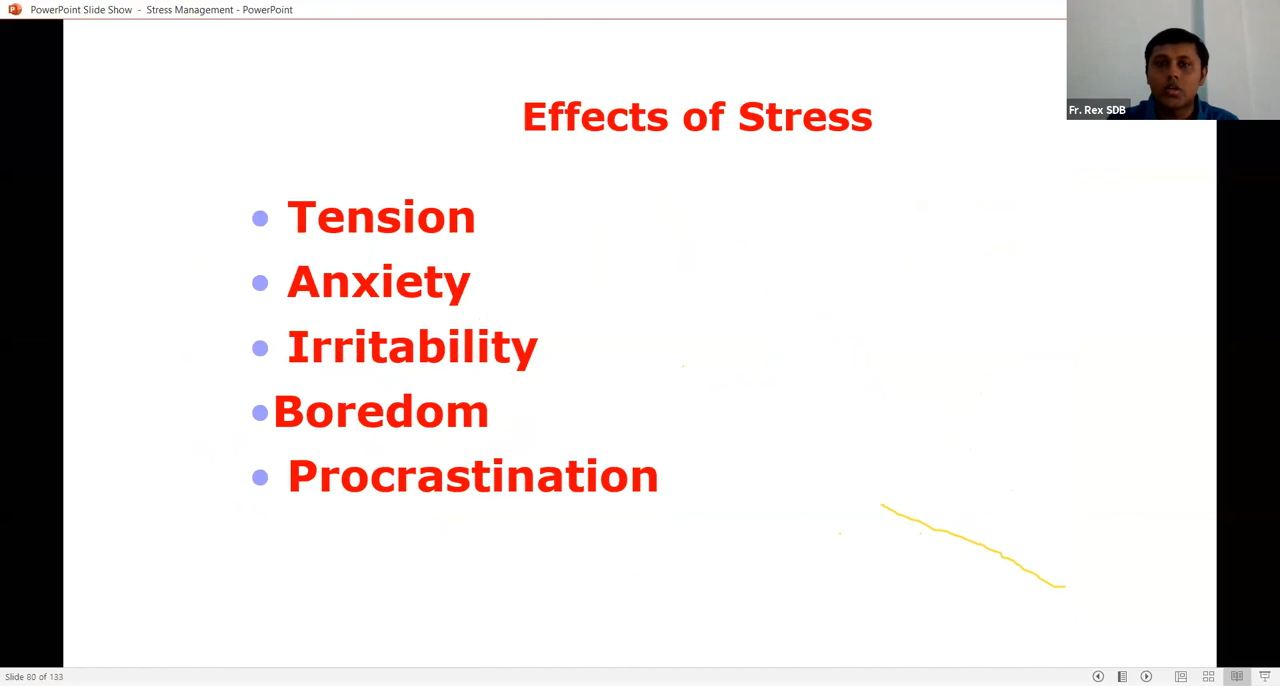 PowerPoint Slide Show - Stress Management - PowerPoint
Fr. Rex SDB
Effects of Stress
Tension
Anxiety
Irritability
Boredom
Procrastination
Slide 80 of 133